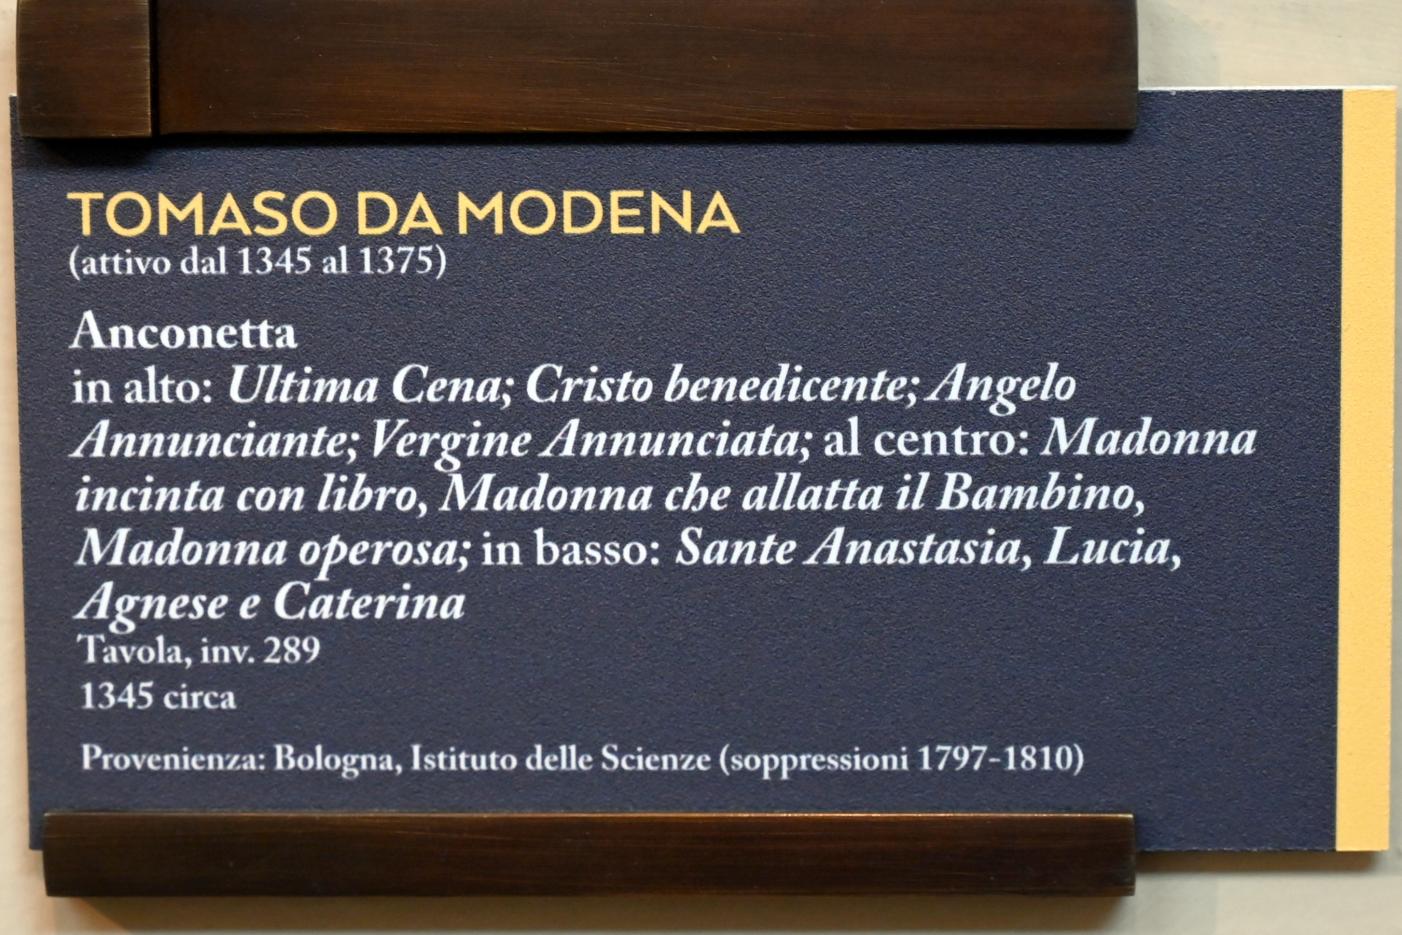 TOMASO DA MODENA
(attivo dal 1345 al 1375)
Anconetta
in alto: Ultima Cena; Cristo benedicente; Angelo
Annunciante; Vergine Annunciata; al centro: Madonna
incinta con libro, Madonna che allatta il Bambino,
Madonna operosa; in basso: Sante Anastasia, Lucia,
Agnese e Caterina
Tavola, inv. 289
1345 circa
Provenienza: Bologna, Istituto delle Scienze (soppressioni 1797-1810)